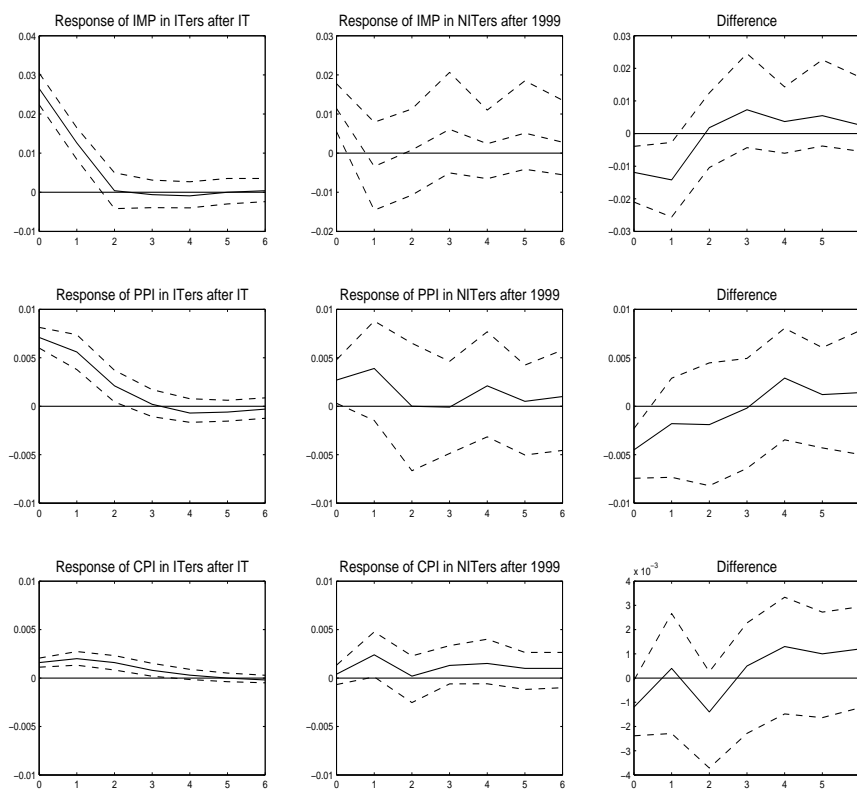 Response of IMP in ITers after IT
0.04
0.03
0.02
0.01
0
−0.01
0 1 2 3 4 5 6
Response of IMP in NITers after 1999
0.03
0.02
0.01
0
−0.01
−0.02
0 1 2 3 4 5 6
Difference
0.03
0.02
0.01
0
−0.01
−0.02
−0.03
0 1 2 3 4 5
Response of PPI in ITers after IT
0.01
0.005
0
−0.005
−0.01
0 1 2 3 4 5 6
Response of PPI in NITers after 1999
0.01
0.005
0
−0.005
−0.01
0 1 2 3 4 5 6
Difference
0.01
0.005
0
−0.005
−0.01
0 1 2 3 4 5
Response of CPI in ITers after IT
0.01
0.005
0
−0.005
−0.01
0 1 2 3 4 5 6
Response of CPI in NITers after 1999
0.01
0.005
0
−0.005
−0.01
0 1 2 3 4 5 6
Difference
x 10⁻³
4
3
2
1
0
−1
−2
−3
−4
0 1 2 3 4 5